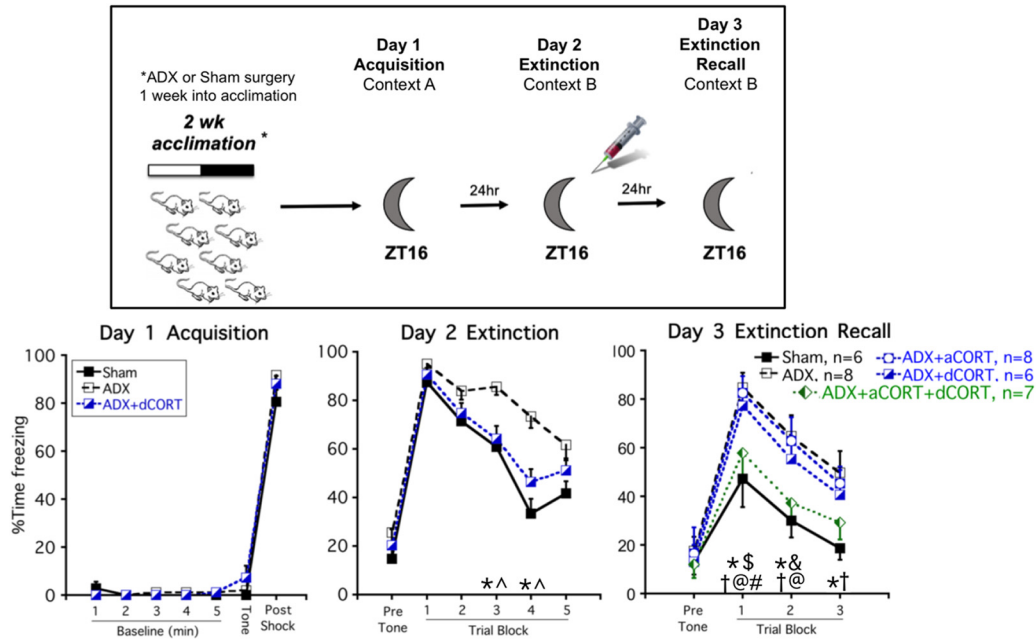 *ADX or Sham surgery
1 week into acclimation
2 wk
acclimation *
Day 1
Acquisition
Context A
Day 2
Extinction
Context B
Day 3
Extinction
Recall
Context B
24hr
24hr
ZT16
ZT16
ZT16
Day 1 Acquisition
%Time freezing
100
80
60
40
20
0
Sham
ADX
ADX+dCORT
1 2 3 4 5
Baseline (min)
Tone
Post
Shock
Day 2 Extinction
100
80
60
40
20
0
*^ *^
Pre
Tone
1 2 3 4 5
Trial Block
Day 3 Extinction Recall
100
80
60
40
20
0
Sham, n=6
ADX, n=8
ADX+aCORT, n=8
ADX+dCORT, n=6
ADX+aCORT+dCORT, n=7
*$ *&
†@# †@ *†
Pre
Tone
1 2 3
Trial Block